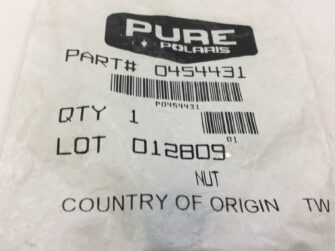 PURE
POLARIS
PART# 0454431
P0454431
QTY 1
01
LOT 012809
NUT
COUNTRY OF ORIGIN TW